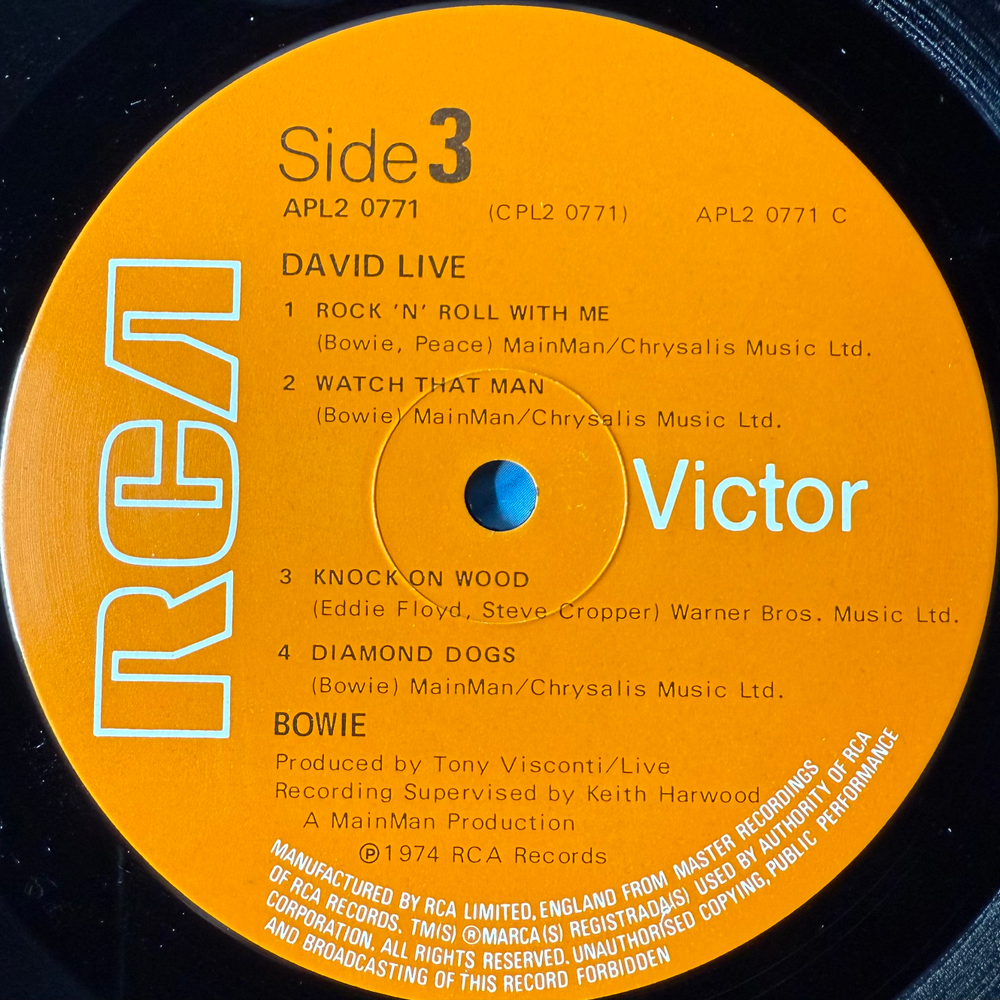 Side 3
APL2 0771 (CPL2 0771) APL2 0771 C
DAVID LIVE
1 ROCK 'N' ROLL WITH ME
(Bowie, Peace) MainMan/Chrysalis Music Ltd.
2 WATCH THAT MAN
(Bowie) MainMan/Chrysalis Music Ltd.
RCA
Victor
3 KNOCK ON WOOD
(Eddie Floyd, Steve Cropper) Warner Bros. Music Ltd.
4 DIAMOND DOGS
(Bowie) MainMan/Chrysalis Music Ltd.
BOWIE
Produced by Tony Visconti/Live
Recording Supervised by Keith Harwood
A MainMan Production
℗1974 RCA Records
MANUFACTURED BY RCA LIMITED, ENGLAND FROM MASTER RECORDINGS
OF RCA RECORDS. TM(S) ®MARCA(S) REGISTRADA(S) USED BY AUTHORITY OF RCA
CORPORATION. ALL RIGHTS RESERVED. UNAUTHORISED COPYING, PUBLIC PERFORMANCE
AND BROADCASTING OF THIS RECORD FORBIDDEN